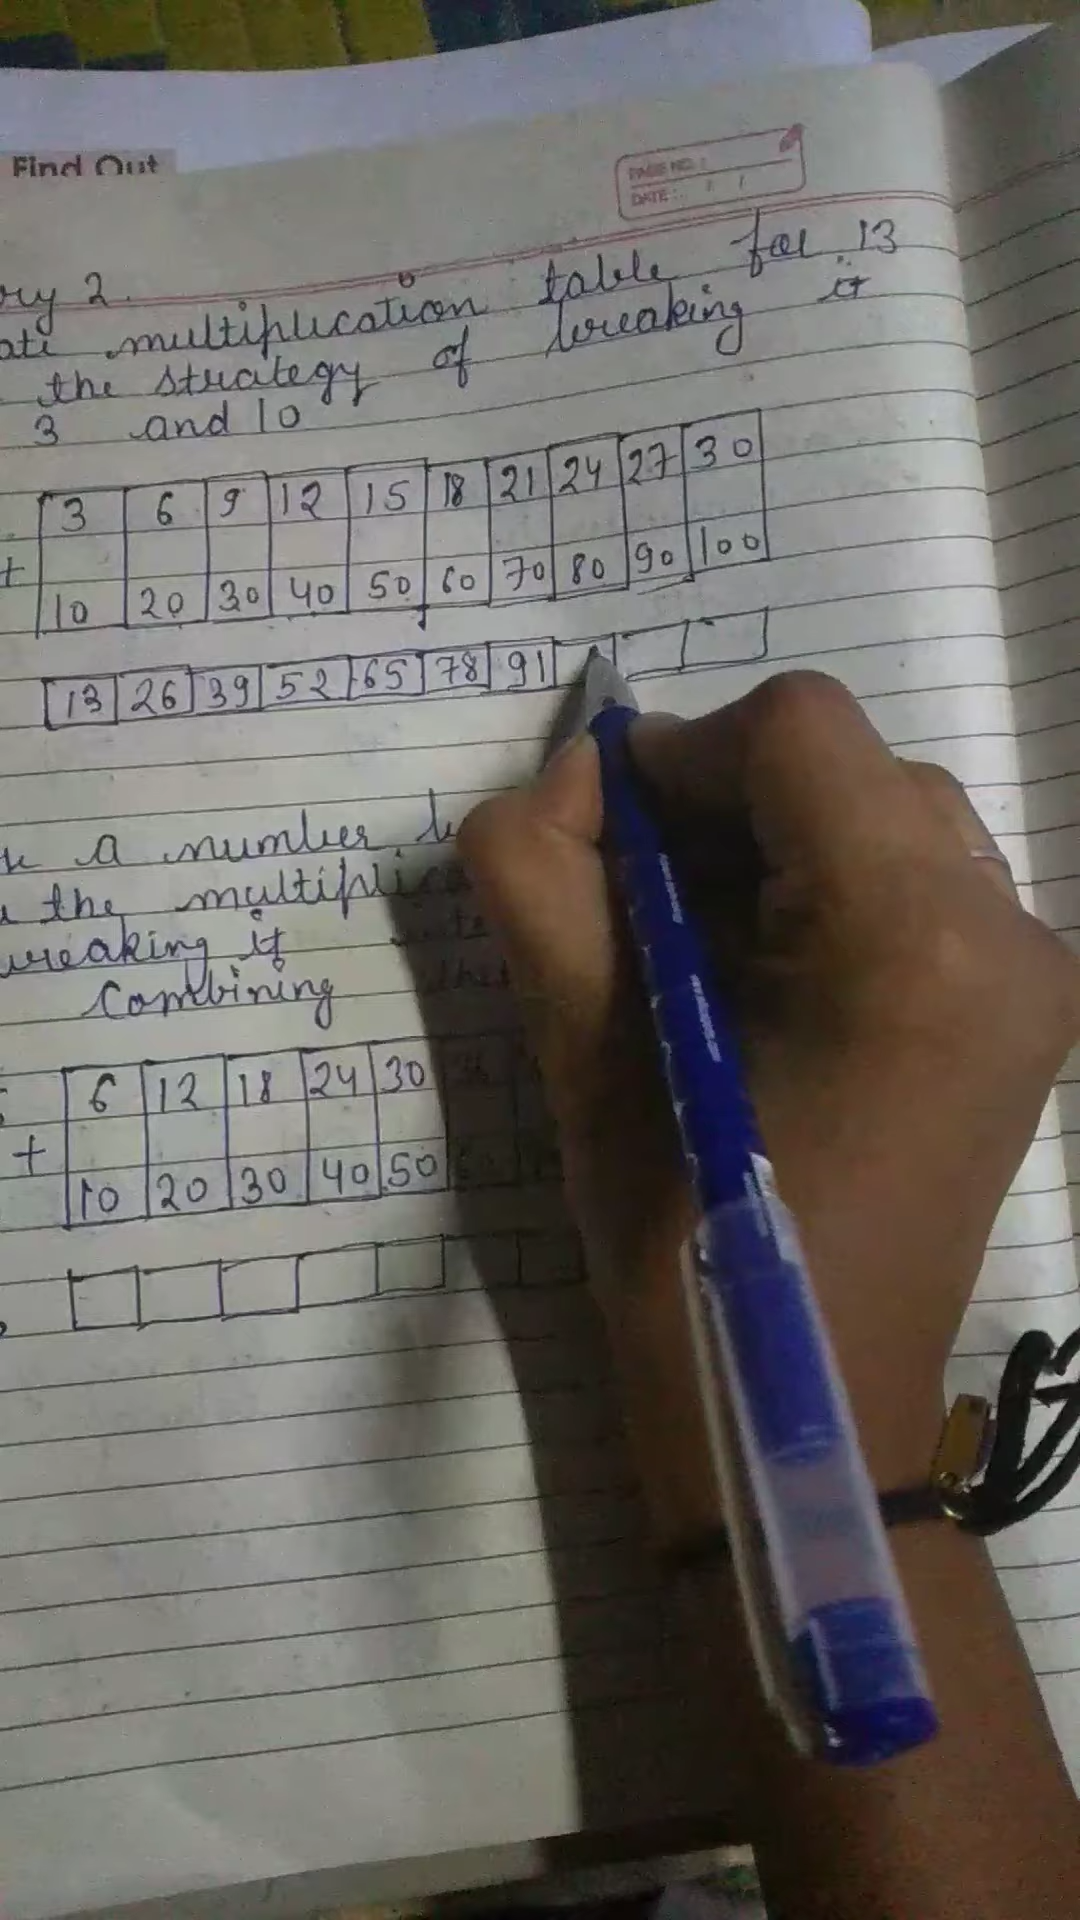 Find Out
PAGE NO.:
DATE: / /
ry 2.
multiplication table for 13
the strategy of breaking it
3 and 10
3 6 9 12 15 18 21 24 27 30
+
10 20 30 40 50 60 70 80 90 100
13 26 39 52 65 78 91
a number
the multiplica
breaking it
Combining
6 12 18 24 30
+
10 20 30 40 50